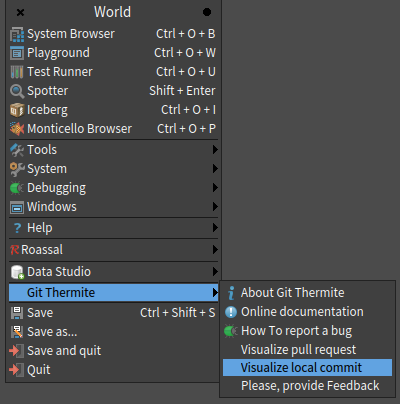 World
System Browser Ctrl + O + B
Playground Ctrl + O + W
Test Runner Ctrl + O + U
Spotter Shift + Enter
Iceberg Ctrl + O + I
Monticello Browser Ctrl + O + P
Tools
System
Debugging
Windows
Help
Roassal
Data Studio
Git Thermite
Save Ctrl + Shift + S
Save as...
Save and quit
Quit
About Git Thermite
Online documentation
How To report a bug
Visualize pull request
Visualize local commit
Please, provide Feedback